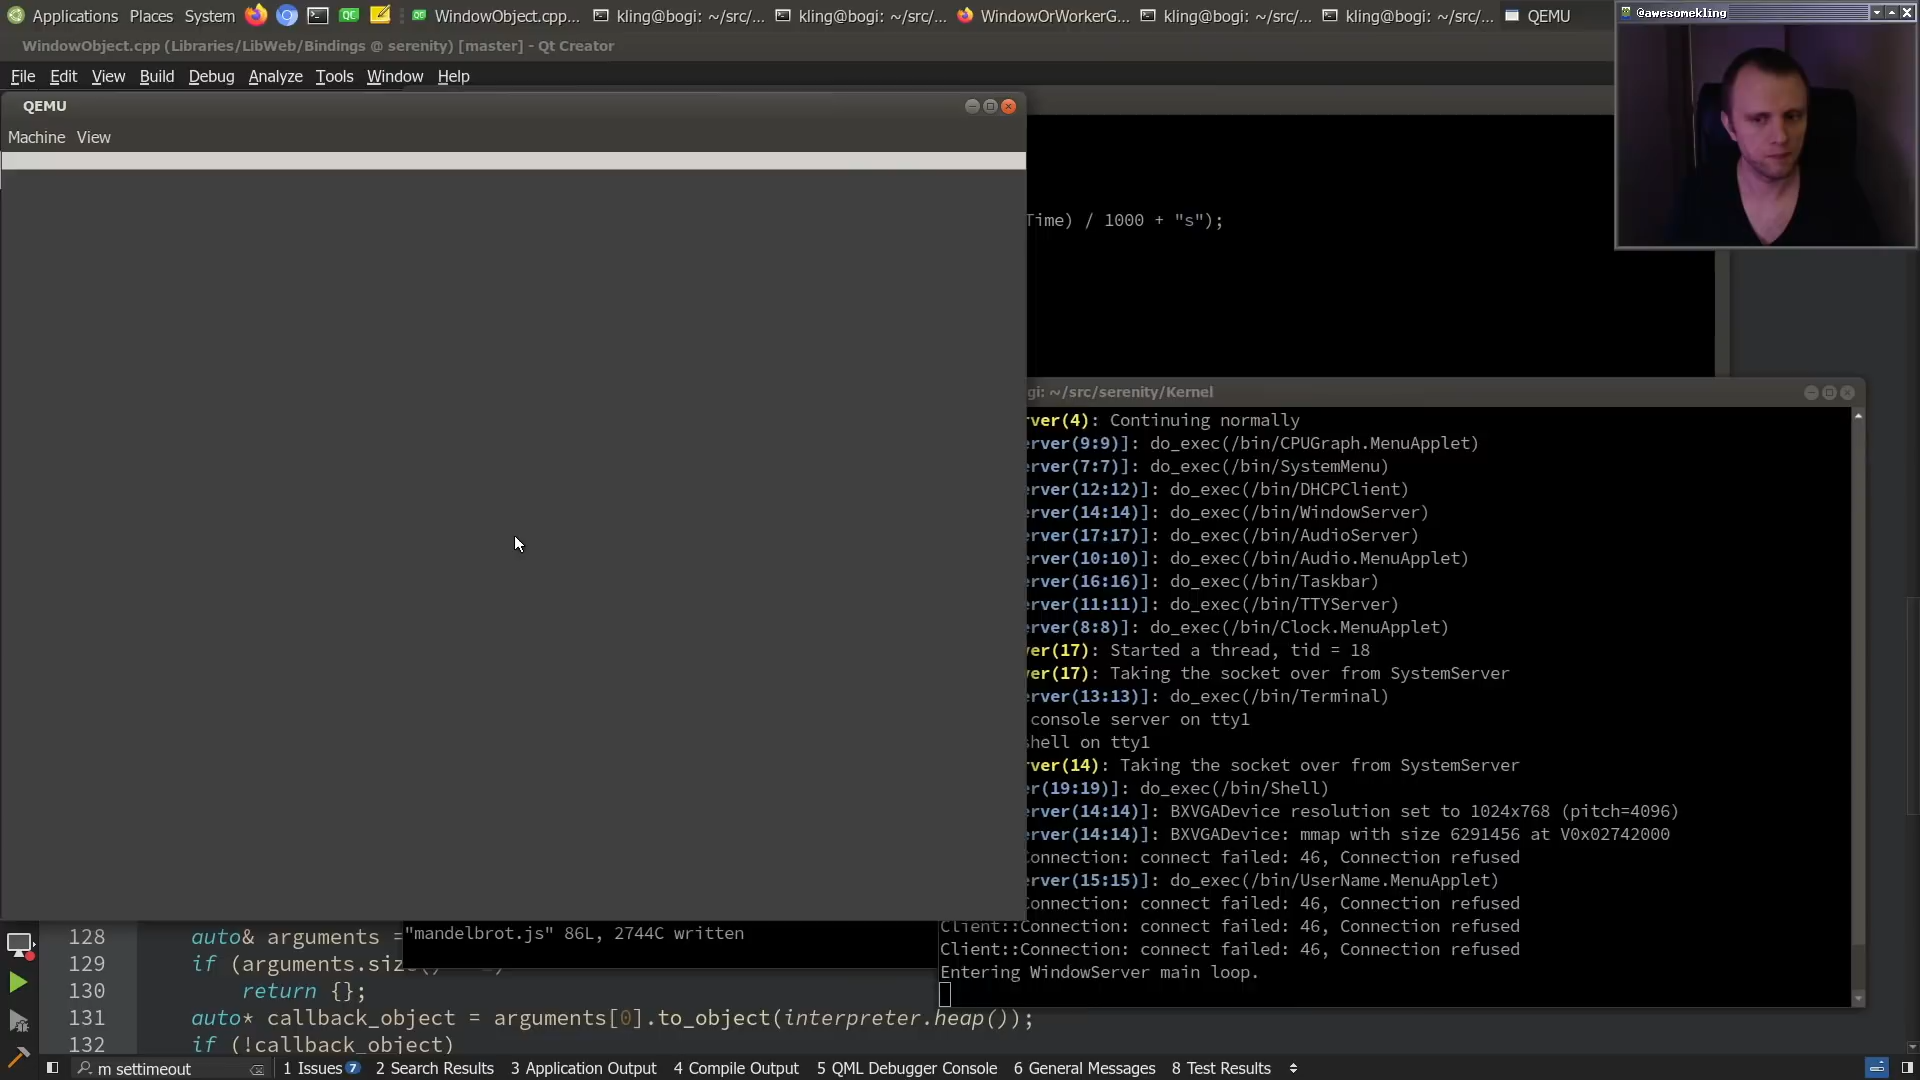 Applications Places System WindowObject.cpp... kling@bogi: ~/src/... kling@bogi: ~/src/... WindowOrWorkerG... kling@bogi: ~/src/... kling@bogi: ~/src/... QEMU
@awesomekling
WindowObject.cpp (Libraries/LibWeb/Bindings @ serenity) [master] - Qt Creator
File Edit View Build Debug Analyze Tools Window Help
QEMU
Machine View
Time) / 1000 + "s");
gi: ~/src/serenity/Kernel
rver(4): Continuing normally
erver(9:9)]: do_exec(/bin/CPUGraph.MenuApplet)
erver(7:7)]: do_exec(/bin/SystemMenu)
erver(12:12)]: do_exec(/bin/DHCPClient)
erver(14:14)]: do_exec(/bin/WindowServer)
erver(17:17)]: do_exec(/bin/AudioServer)
erver(10:10)]: do_exec(/bin/Audio.MenuApplet)
erver(16:16)]: do_exec(/bin/Taskbar)
erver(11:11)]: do_exec(/bin/TTYServer)
erver(8:8)]: do_exec(/bin/Clock.MenuApplet)
ver(17): Started a thread, tid = 18
ver(17): Taking the socket over from SystemServer
erver(13:13)]: do_exec(/bin/Terminal)
console server on tty1
shell on tty1
rver(14): Taking the socket over from SystemServer
er(19:19)]: do_exec(/bin/Shell)
erver(14:14)]: BXVGADevice resolution set to 1024x768 (pitch=4096)
erver(14:14)]: BXVGADevice: mmap with size 6291456 at V0x02742000
Connection: connect failed: 46, Connection refused
erver(15:15)]: do_exec(/bin/UserName.MenuApplet)
Connection: connect failed: 46, Connection refused
Client::Connection: connect failed: 46, Connection refused
Client::Connection: connect failed: 46, Connection refused
Entering WindowServer main loop.
"mandelbrot.js" 86L, 2744C written
128 auto& arguments =
129 if (arguments.size()
130 return {};
131 auto* callback_object = arguments[0].to_object(interpreter.heap());
132 if (!callback_object)
m settimeout 1 Issues 7 2 Search Results 3 Application Output 4 Compile Output 5 QML Debugger Console 6 General Messages 8 Test Results